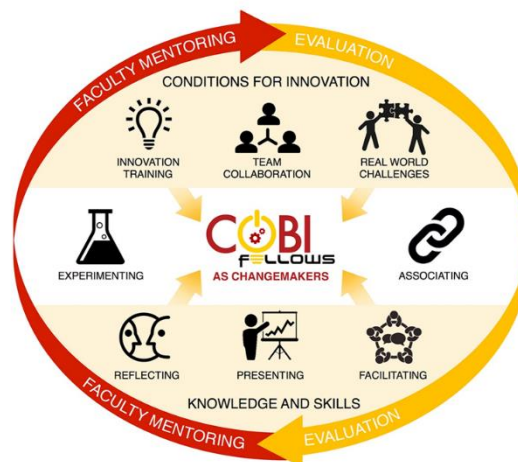 FACULTY MENTORING
EVALUATION
CONDITIONS FOR INNOVATION
INNOVATION
TRAINING
TEAM
COLLABORATION
REAL WORLD
CHALLENGES
EXPERIMENTING
COBI
FELLOWS
AS CHANGEMAKERS
ASSOCIATING
REFLECTING
PRESENTING
FACILITATING
KNOWLEDGE AND SKILLS
FACULTY MENTORING
EVALUATION